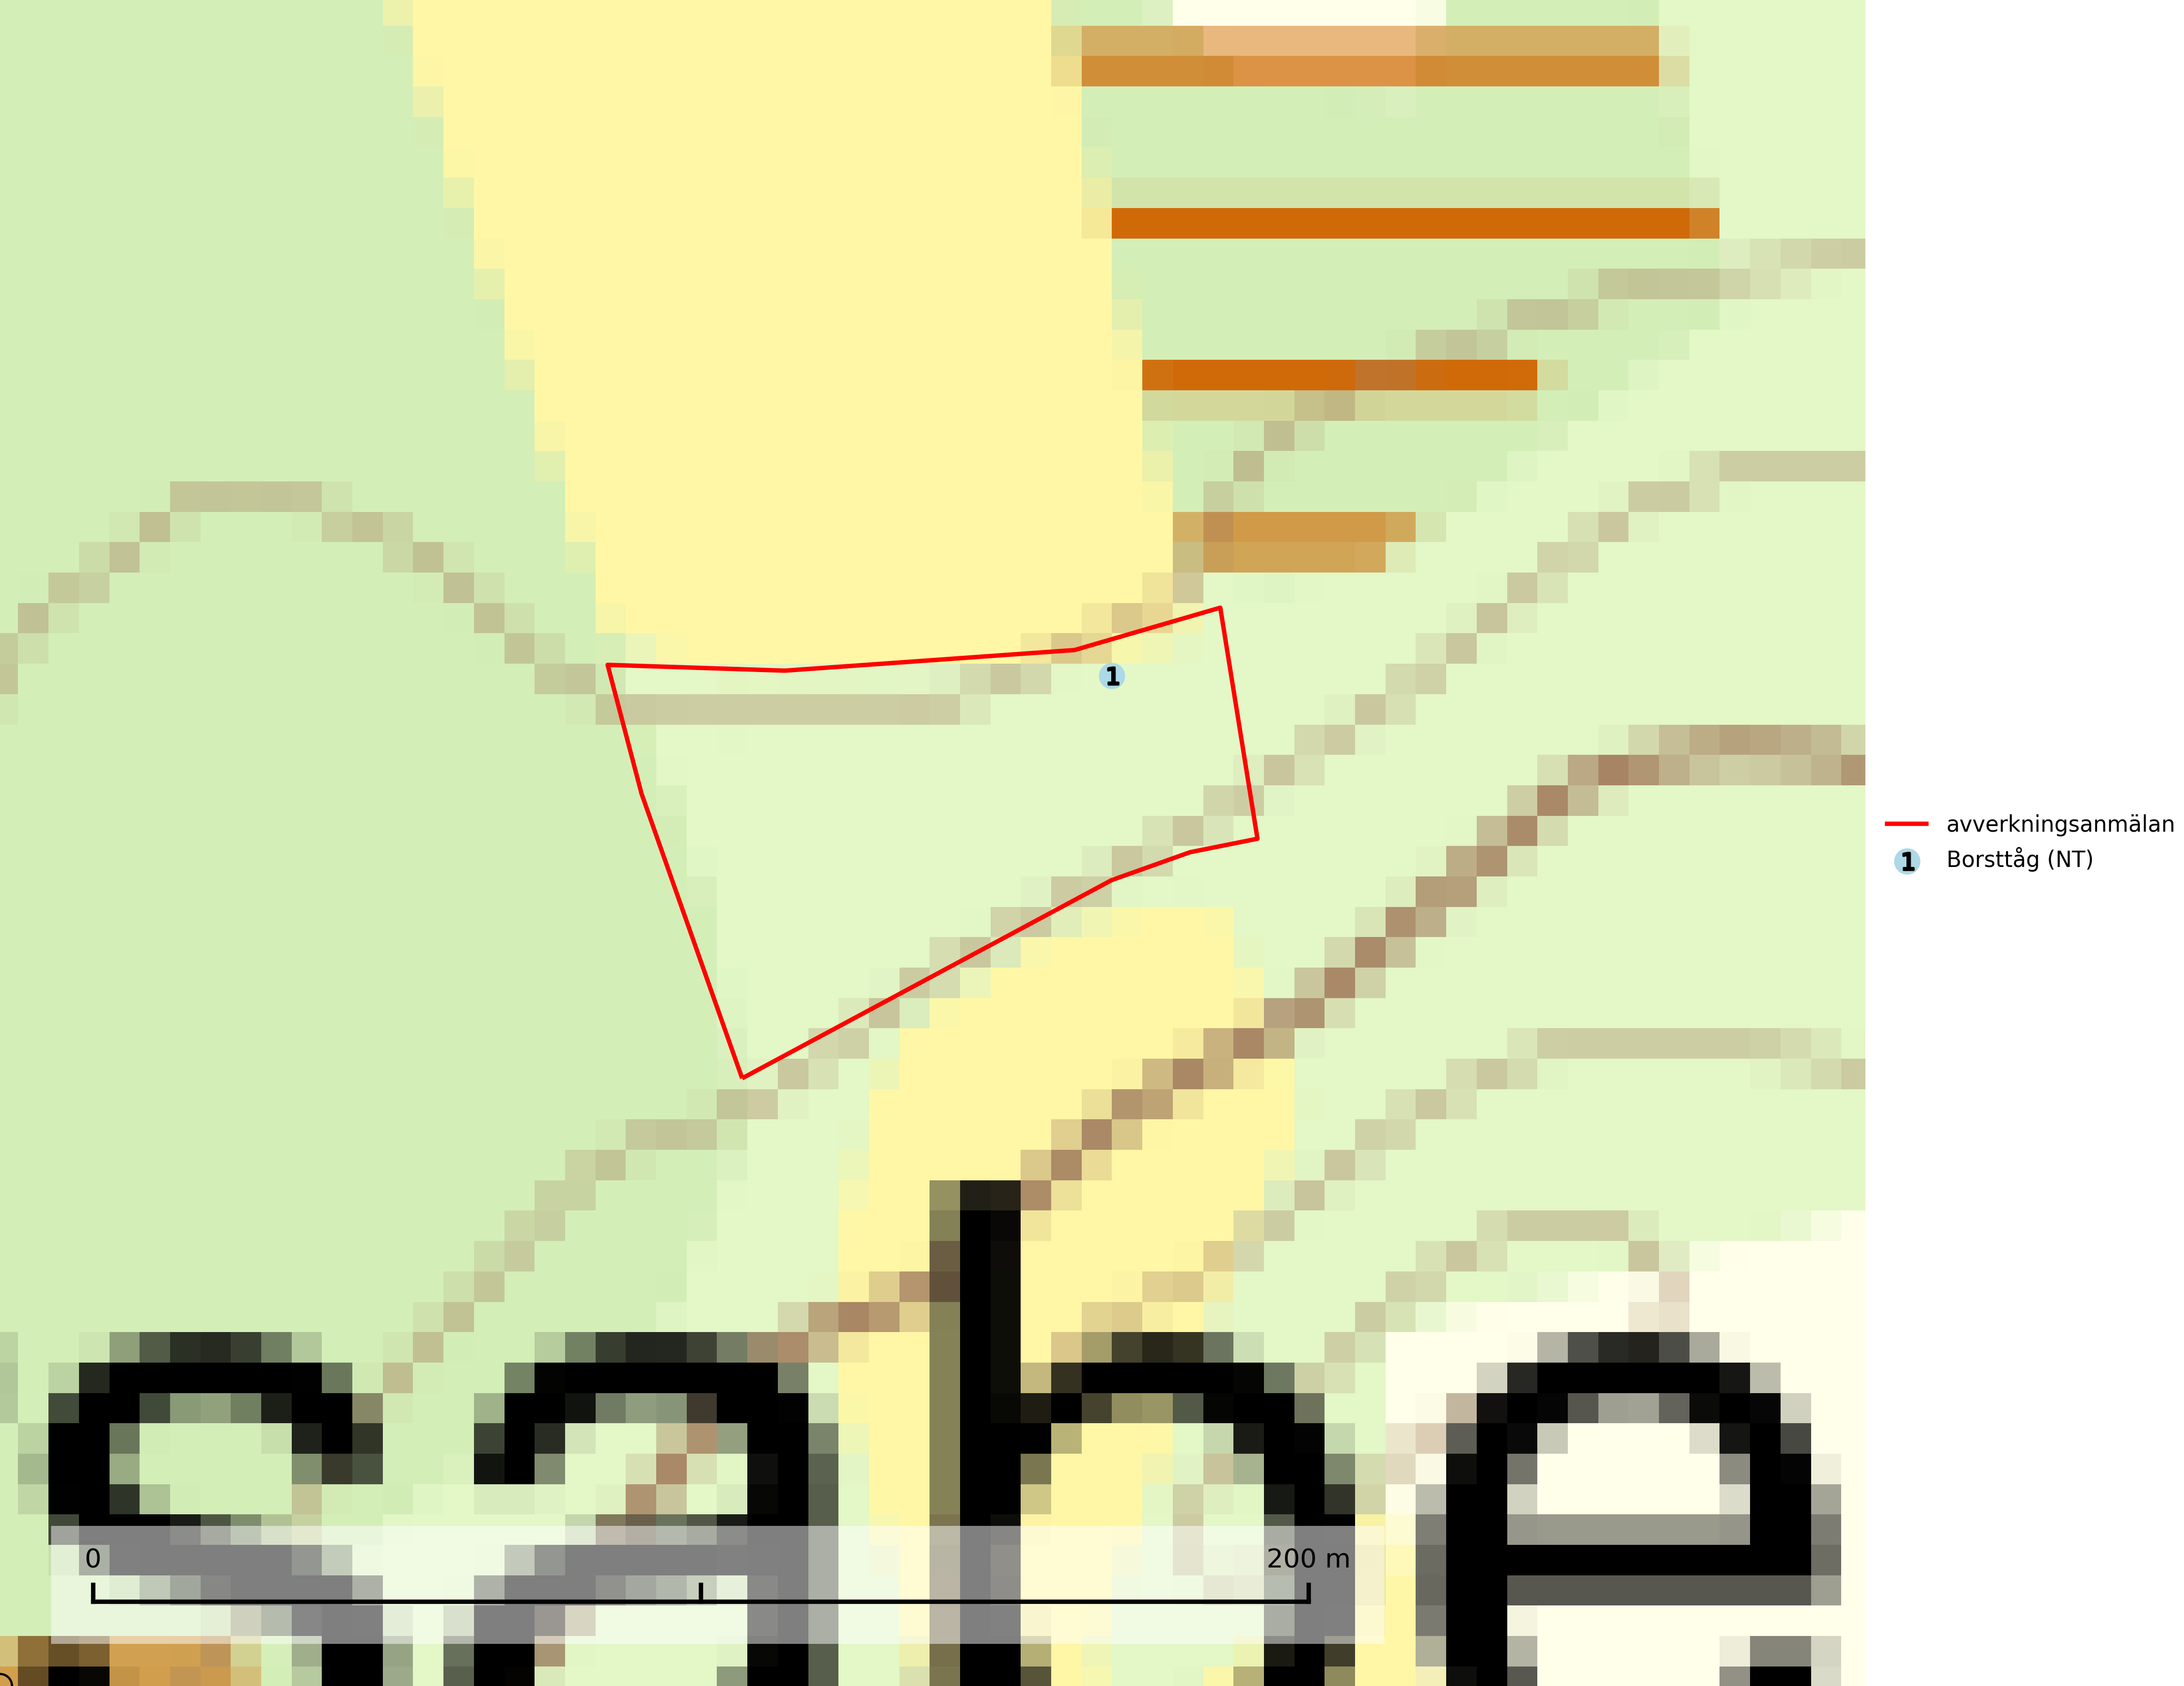 1
avverkningsanmälan
1 Borsttåg (NT)
0 200 m